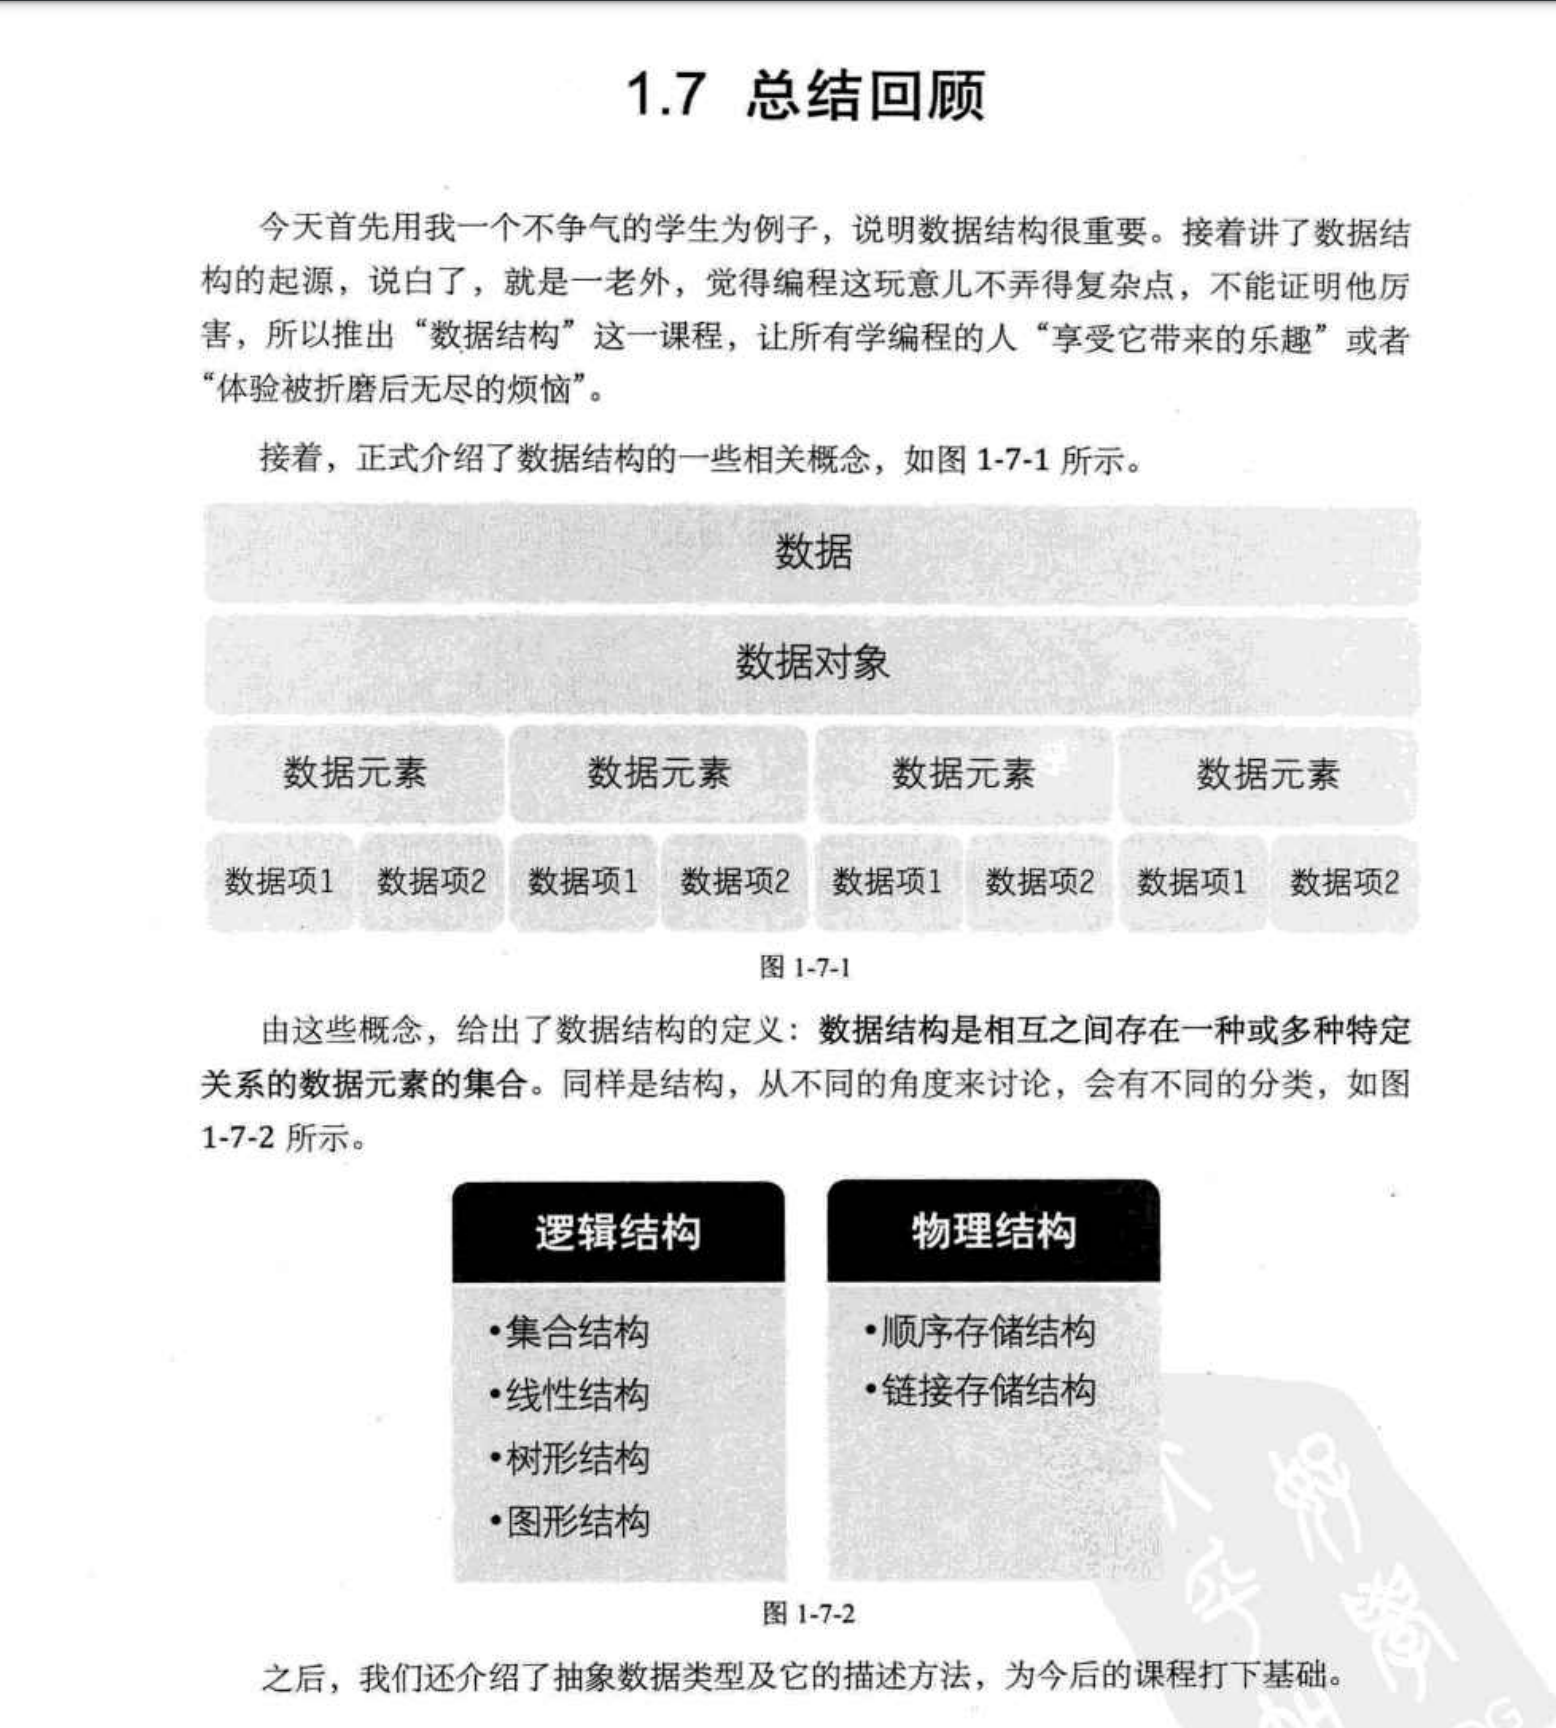 1.7 总结回顾
今天首先用我一个不争气的学生为例子，说明数据结构很重要。接着讲了数据结
构的起源，说白了，就是一老外，觉得编程这玩意儿不弄得复杂点，不能证明他厉
害，所以推出“数据结构”这一课程，让所有学编程的人“享受它带来的乐趣”或者
“体验被折磨后无尽的烦恼”。
接着，正式介绍了数据结构的一些相关概念，如图 1-7-1 所示。
数据
数据对象
数据元素 数据元素 数据元素 数据元素
数据项1 数据项2 数据项1 数据项2 数据项1 数据项2 数据项1 数据项2
图 1-7-1
由这些概念，给出了数据结构的定义：数据结构是相互之间存在一种或多种特定
关系的数据元素的集合。同样是结构，从不同的角度来讨论，会有不同的分类，如图
1-7-2 所示。
逻辑结构
•集合结构
•线性结构
•树形结构
•图形结构
物理结构
•顺序存储结构
•链接存储结构
图 1-7-2
之后，我们还介绍了抽象数据类型及它的描述方法，为今后的课程打下基础。